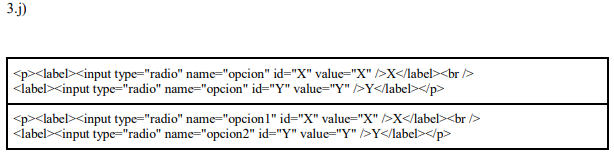 3.j)
<p><label><input type="radio" name="opcion" id="X" value="X" />X</label><br />
<label><input type="radio" name="opcion" id="Y" value="Y" />Y</label></p>
<p><label><input type="radio" name="opcion1" id="X" value="X" />X</label><br />
<label><input type="radio" name="opcion2" id="Y" value="Y" />Y</label></p>